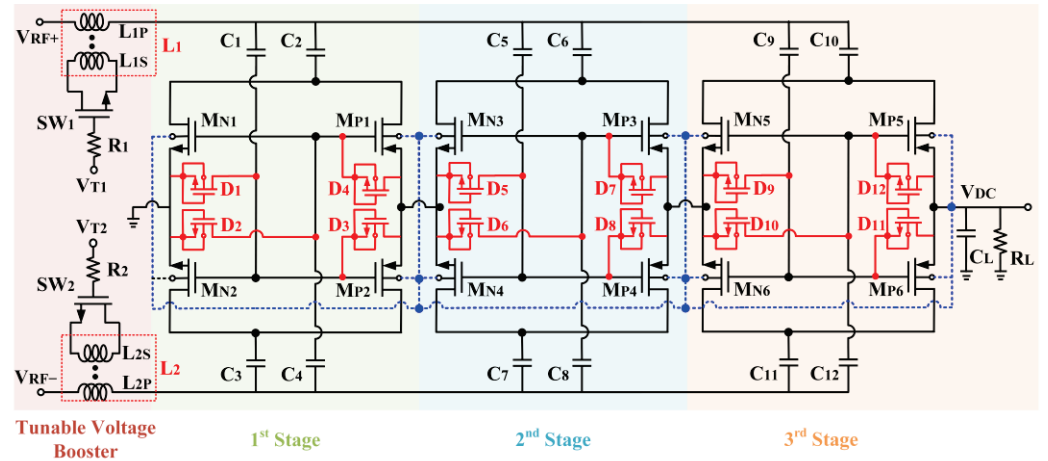 VRF+
L1P
L1
L1S
SW1
R1
VT1
VT2
R2
SW2
L2S
L2
VRF−
L2P
C1
C2
C5
C6
C9
C10
MN1
MP1
MN3
MP3
MN5
MP5
D1
D4
D5
D7
D9
D12
D2
D3
D6
D8
D10
D11
VDC
CL
RL
MN2
MP2
MN4
MP4
MN6
MP6
C3
C4
C7
C8
C11
C12
Tunable Voltage
Booster
1st Stage
2nd Stage
3rd Stage